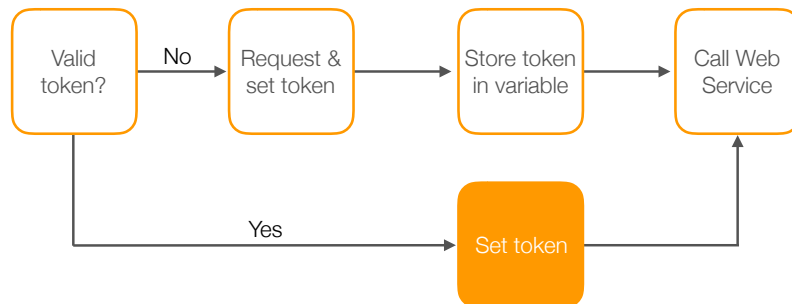 Valid
token?
No
Request &
set token
Store token
in variable
Call Web
Service
Yes
Set token